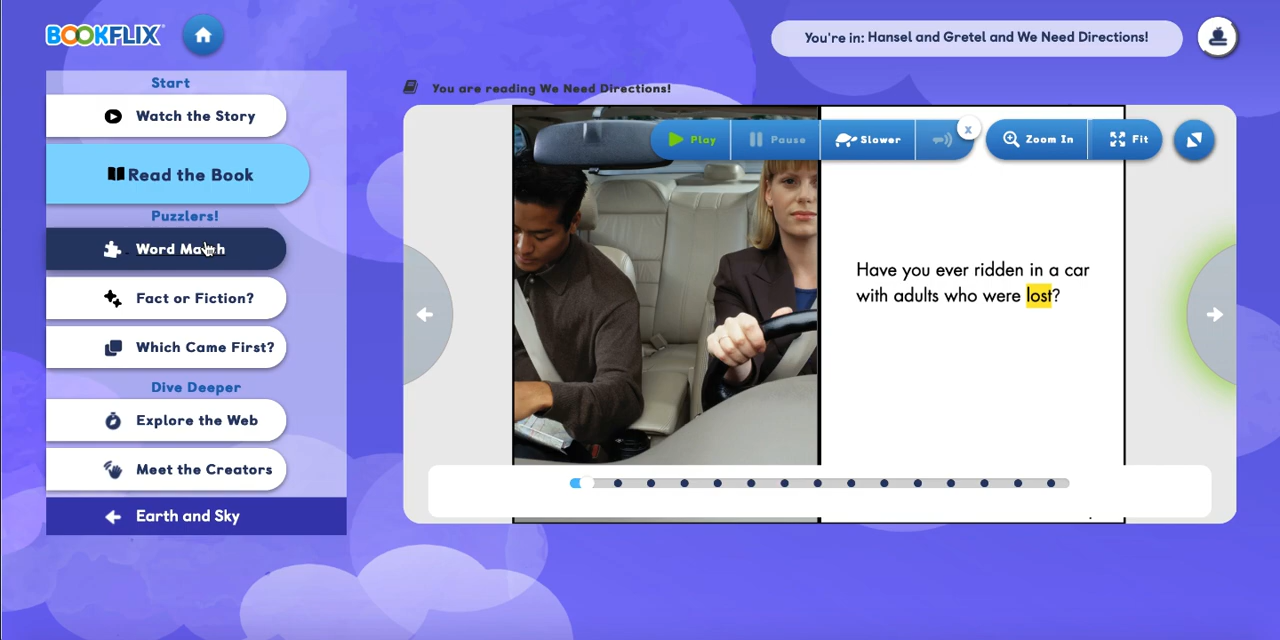 BOOKFLIX
You're in: Hansel and Gretel and We Need Directions!
Start
Watch the Story
Read the Book
Puzzlers!
Word Match
Fact or Fiction?
Which Came First?
Dive Deeper
Explore the Web
Meet the Creators
Earth and Sky
You are reading We Need Directions!
Play
Pause
Slower
x
Zoom In
Fit
Have you ever ridden in a car
with adults who were lost?